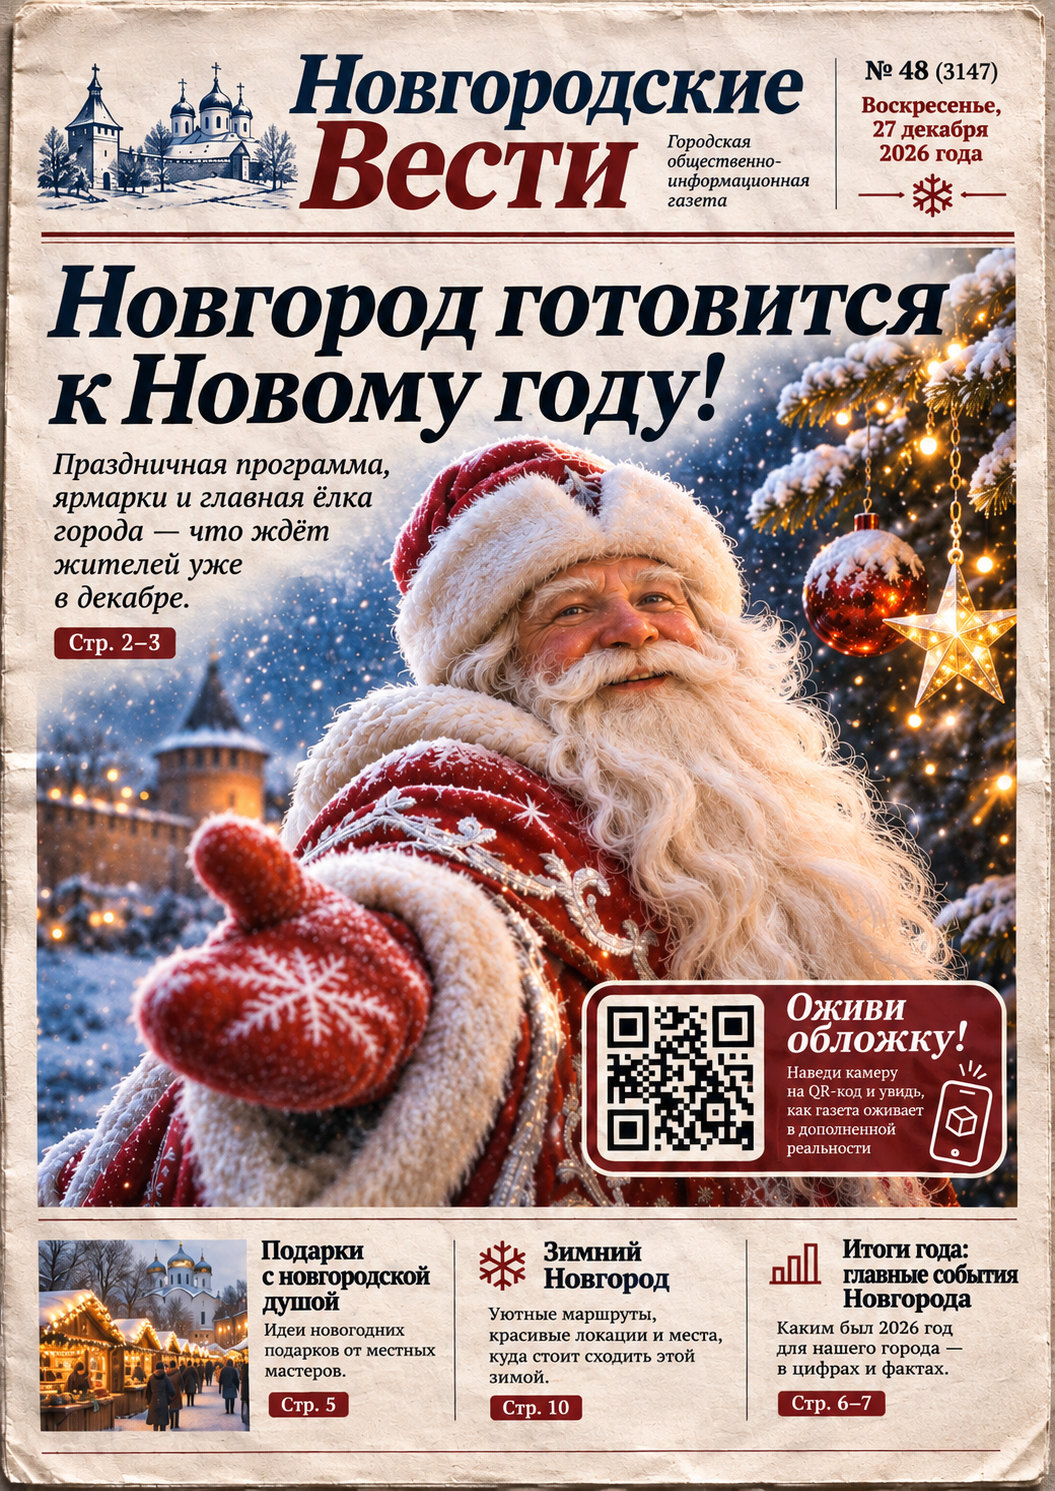 Новгородские
Вести
Городская
общественно-
информационная
газета
№ 48 (3147)
Воскресенье,
27 декабря
2026 года
Новгород готовится
к Новому году!
Праздничная программа,
ярмарки и главная ёлка
города — что ждёт
жителей уже
в декабре.
Стр. 2–3
Оживи
обложку!
Наведи камеру
на QR-код и увидь,
как газета оживает
в дополненной
реальности
Подарки
с новгородской
душой
Идеи новогодних
подарков от местных
мастеров.
Стр. 5
Зимний
Новгород
Уютные маршруты,
красивые локации и места,
куда стоит сходить этой
зимой.
Стр. 10
Итоги года:
главные события
Новгорода
Каким был 2026 год
для нашего города —
в цифрах и фактах.
Стр. 6–7